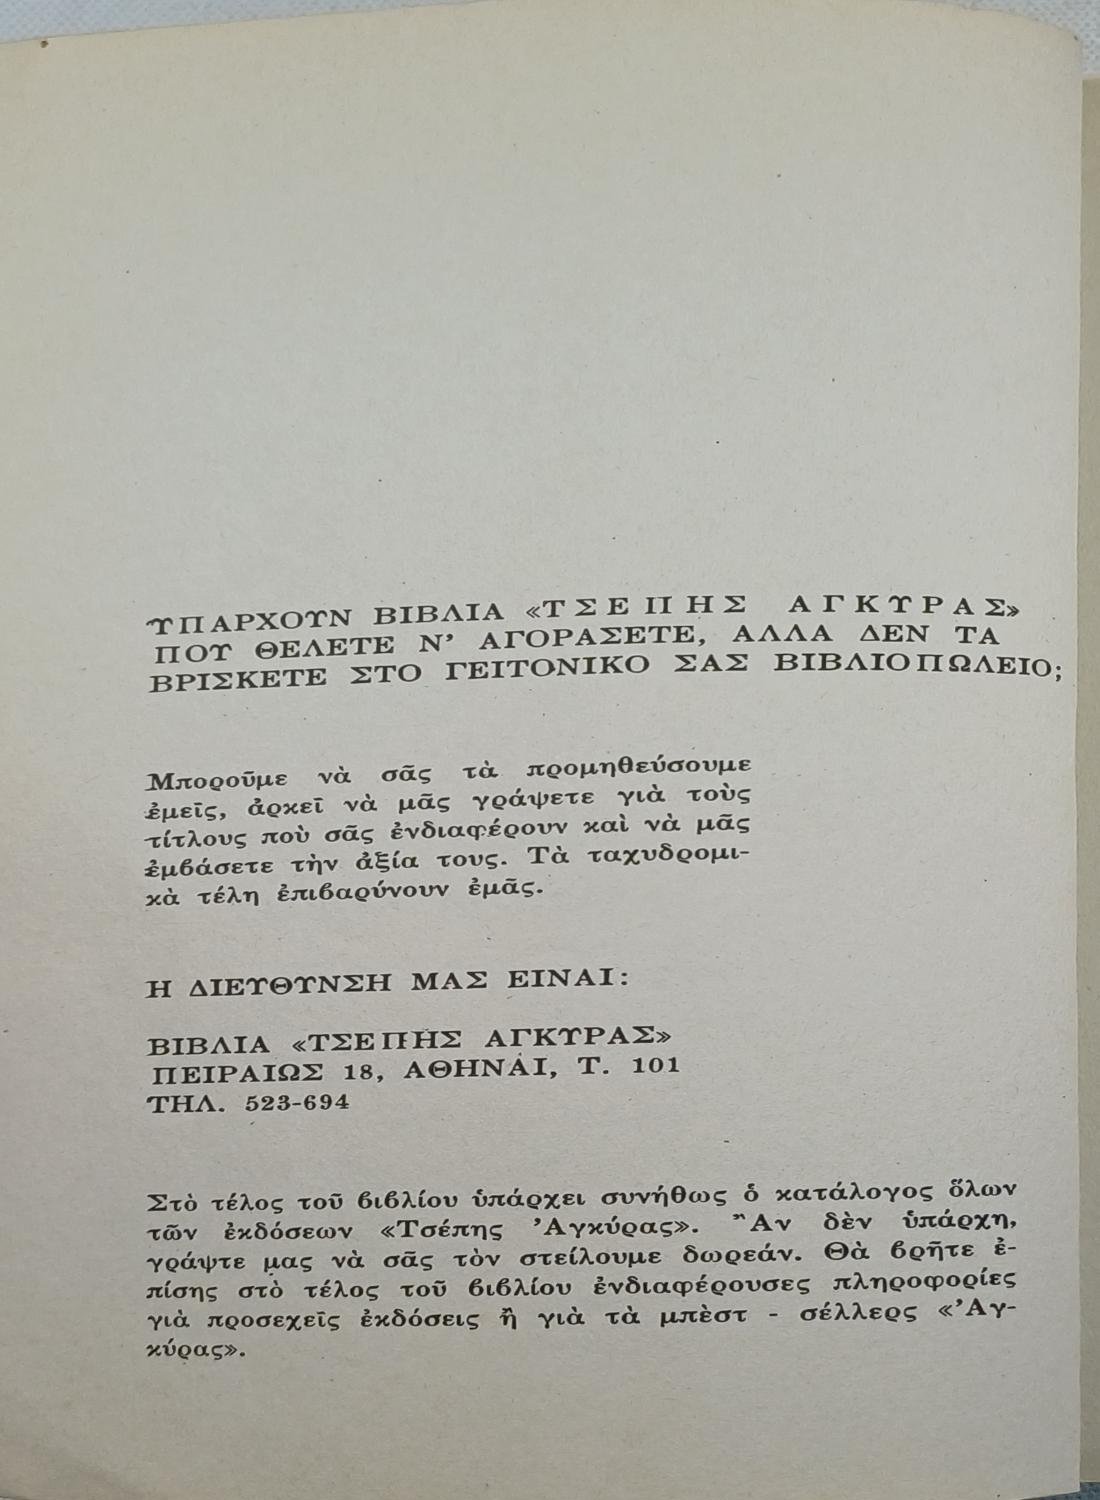 ΥΠΑΡΧΟΥΝ ΒΙΒΛΙΑ «ΤΣΕΠΗΣ ΑΓΚΥΡΑΣ»
ΠΟΥ ΘΕΛΕΤΕ Ν’ ΑΓΟΡΑΣΕΤΕ, ΑΛΛΑ ΔΕΝ ΤΑ
ΒΡΙΣΚΕΤΕ ΣΤΟ ΓΕΙΤΟΝΙΚΟ ΣΑΣ ΒΙΒΛΙΟΠΩΛΕΙΟ;
Μποροῦμε νὰ σᾶς τὰ προμηθεύσουμε
ἐμεῖς, ἀρκεῖ νὰ μᾶς γράψετε γιὰ τοὺς
τίτλους ποὺ σᾶς ἐνδιαφέρουν καὶ νὰ μᾶς
ἐμβάσετε τὴν ἀξία τους. Τὰ ταχυδρομι-
κὰ τέλη ἐπιβαρύνουν ἐμᾶς.
Η ΔΙΕΥΘΥΝΣΗ ΜΑΣ ΕΙΝΑΙ:
ΒΙΒΛΙΑ «ΤΣΕΠΗΣ ΑΓΚΥΡΑΣ»
ΠΕΙΡΑΙΩΣ 18, ΑΘΗΝΑΙ, Τ. 101
ΤΗΛ. 523-694
Στὸ τέλος τοῦ βιβλίου ὑπάρχει συνήθως ὁ κατάλογος ὅλων
τῶν ἐκδόσεων «Τσέπης Ἀγκύρας». Ἂν δὲν ὑπάρχη,
γράψτε μας νὰ σᾶς τὸν στείλουμε δωρεάν. Θὰ βρῆτε ἐ-
πίσης στὸ τέλος τοῦ βιβλίου ἐνδιαφέρουσες πληροφορίες
γιὰ προσεχεῖς ἐκδόσεις ἢ γιὰ τὰ μπὲστ - σέλλερς «Ἀγ-
κύρας».